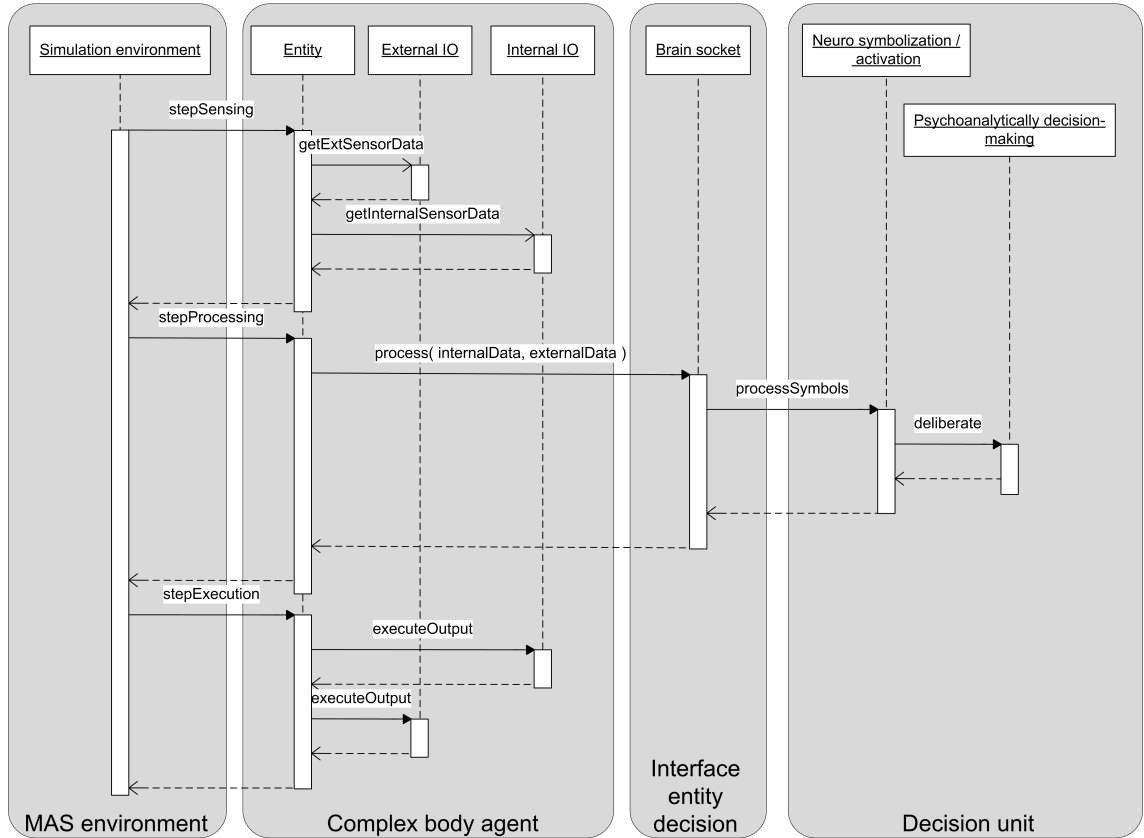 Simulation environment
Entity
External IO
Internal IO
Brain socket
Neuro symbolization /
activation
Psychoanalytically decision-
making
stepSensing
getExtSensorData
getInternalSensorData
stepProcessing
process( internalData, externalData )
processSymbols
deliberate
stepExecution
executeOutput
executeOutput
MAS environment
Complex body agent
Interface
entity
decision
Decision unit